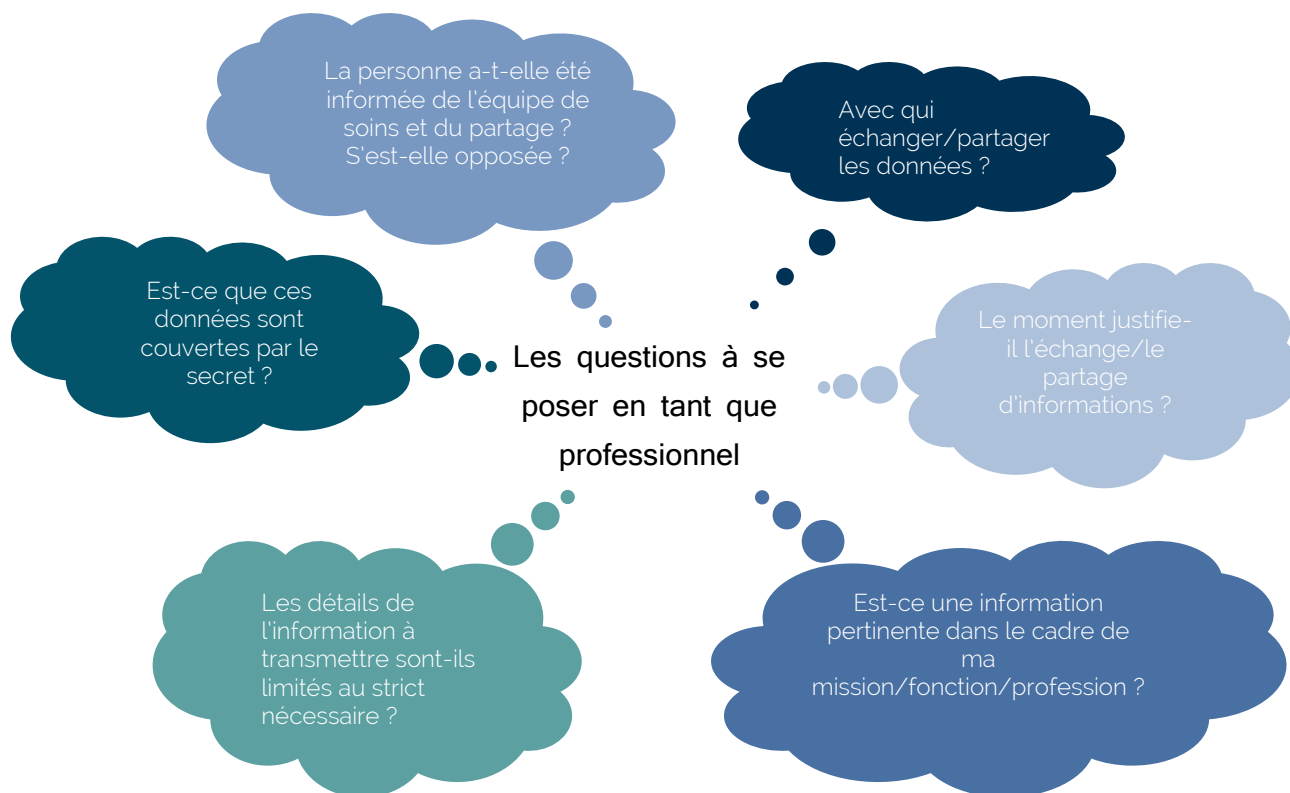 La personne a-t-elle été
informée de l'équipe de
soins et du partage ?
S'est-elle opposée ?
Avec qui
échanger/partager
les données ?
Est-ce que ces
données sont
couvertes par le
secret ?
Le moment justifie-
il l'échange/le
partage
d'informations ?
Les questions à se
poser en tant que
professionnel
Les détails de
l'information à
transmettre sont-ils
limités au strict
nécessaire ?
Est-ce une information
pertinente dans le cadre de
ma
mission/fonction/profession ?